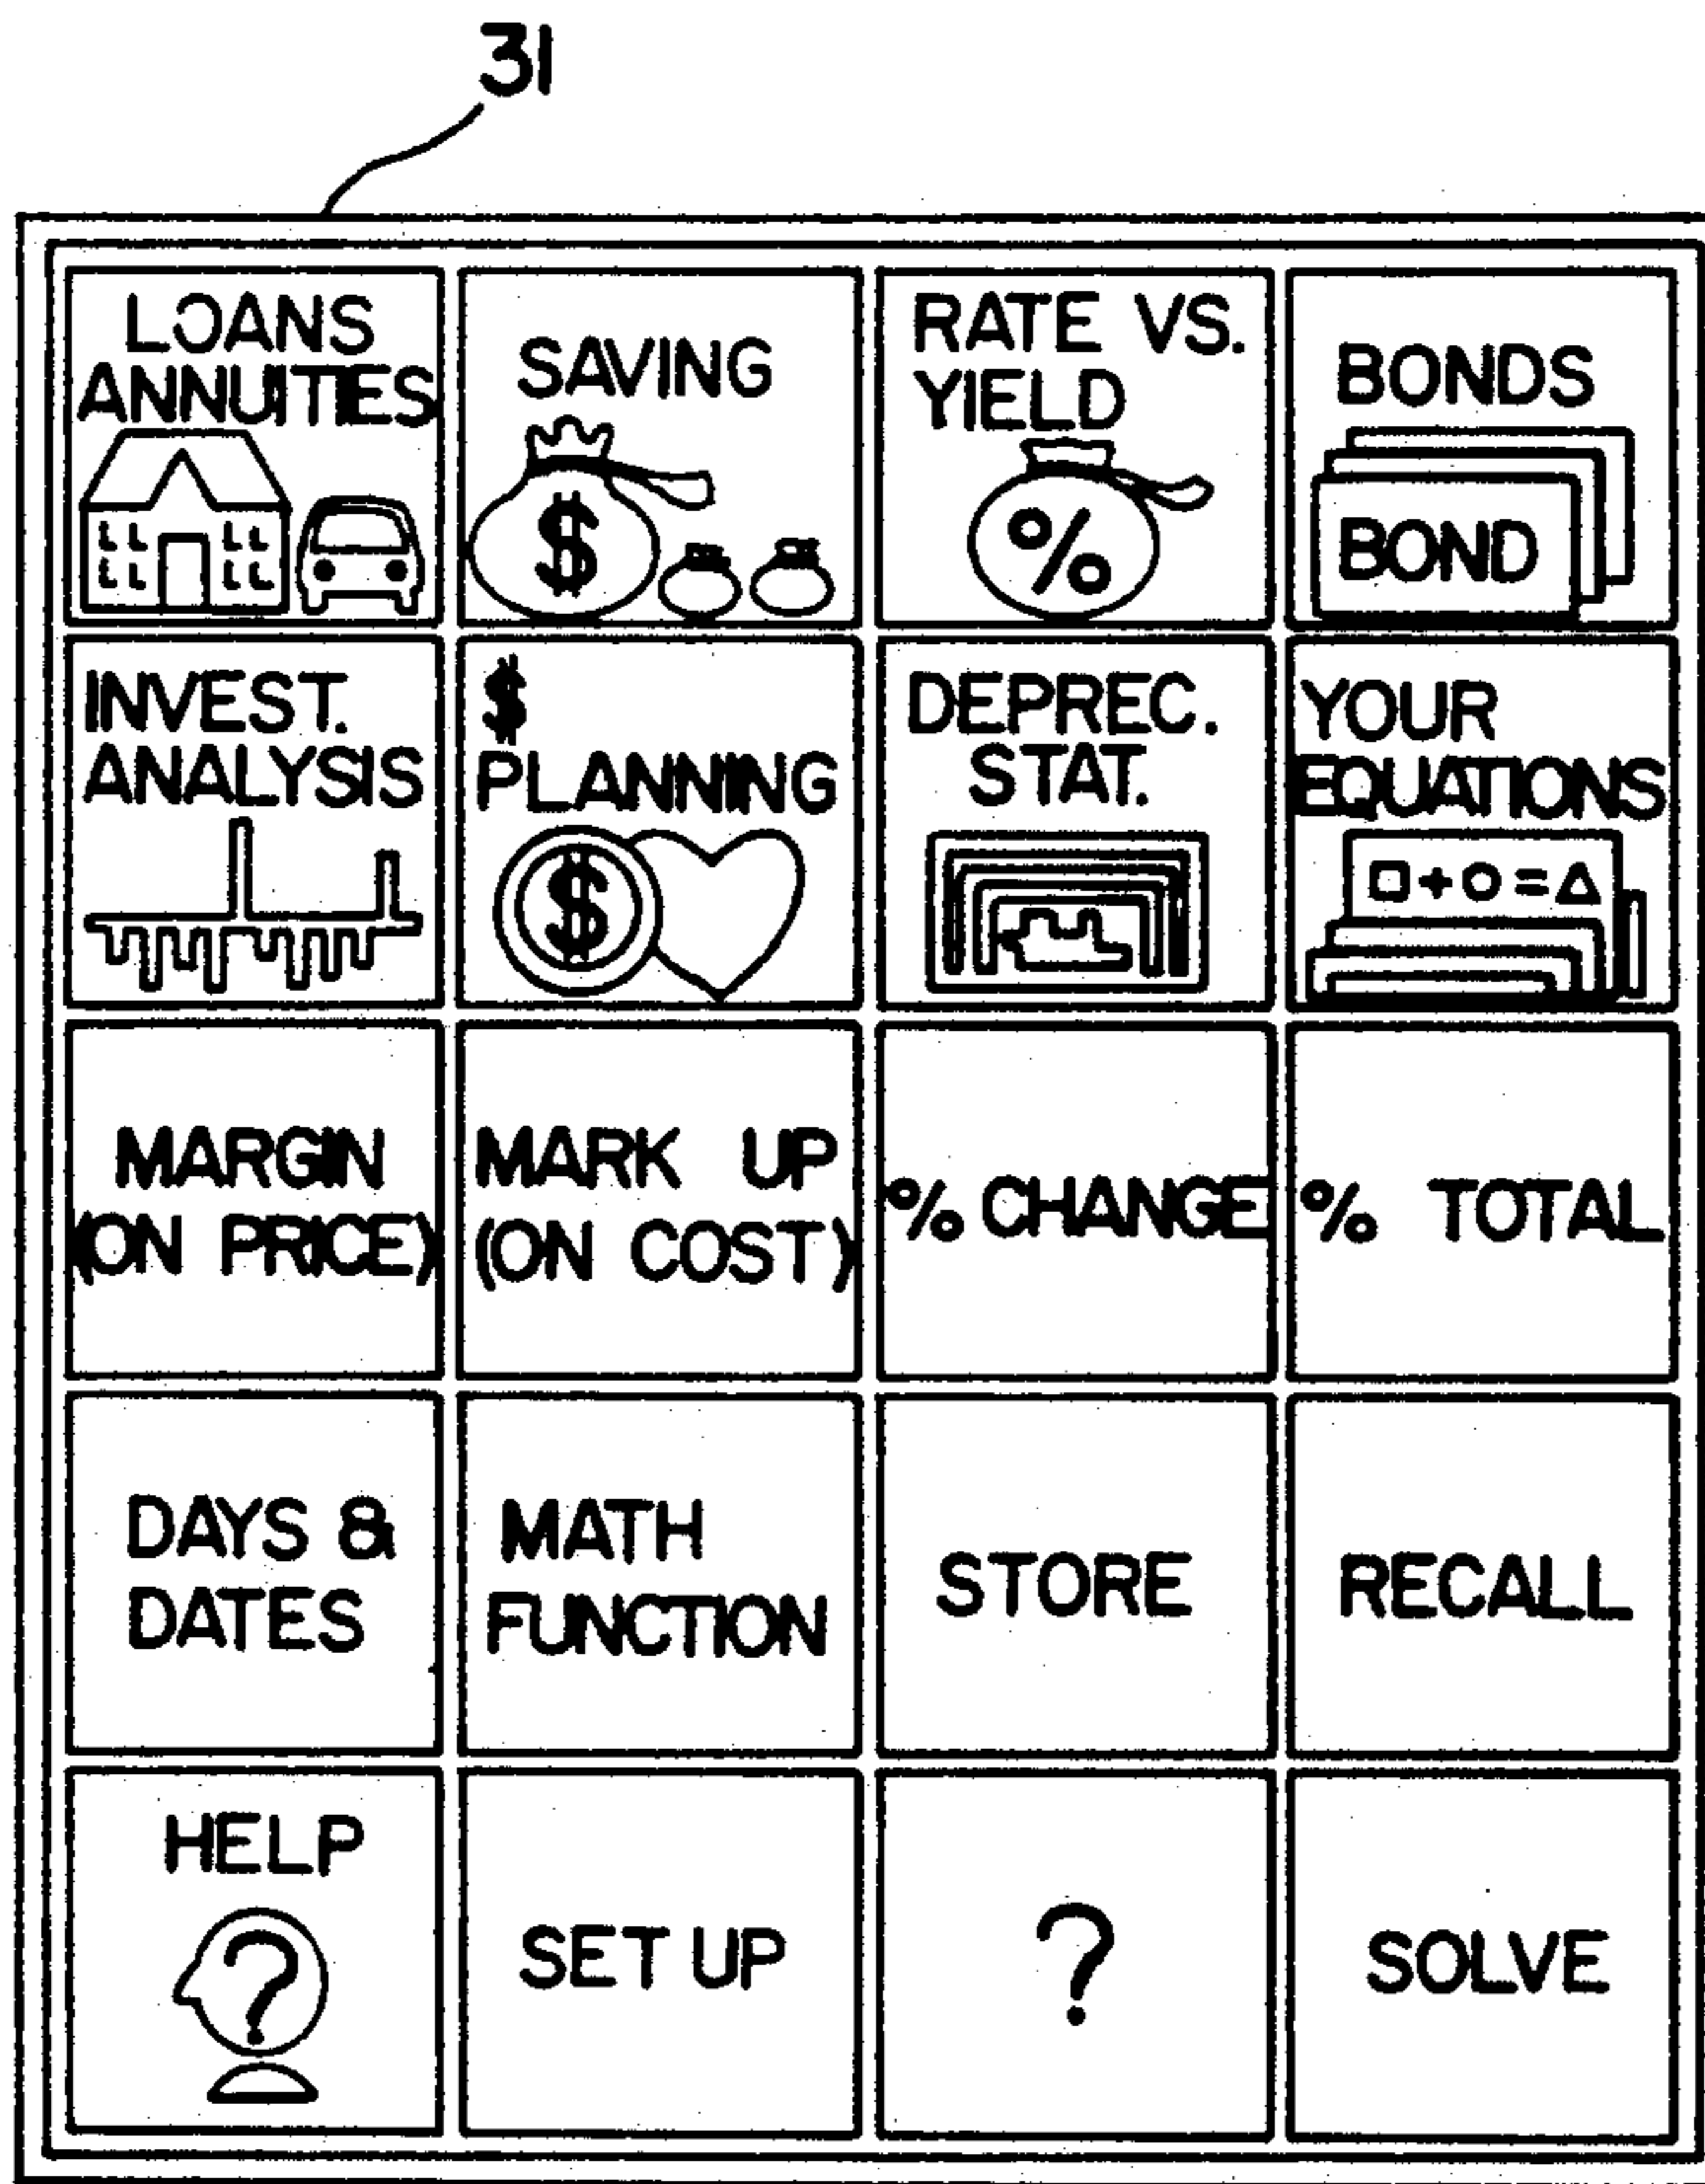 31
LOANS
ANNUITIES
SAVING
$
RATE VS.
YIELD
%
BONDS
BOND
INVEST.
ANALYSIS
$
PLANNING
$
DEPREC.
STAT.
YOUR
EQUATIONS
□+○=△
MARGIN
(ON PRICE)
MARK UP
(ON COST)
% CHANGE
% TOTAL
DAYS &
DATES
MATH
FUNCTION
STORE
RECALL
HELP
?
SET UP
?
SOLVE